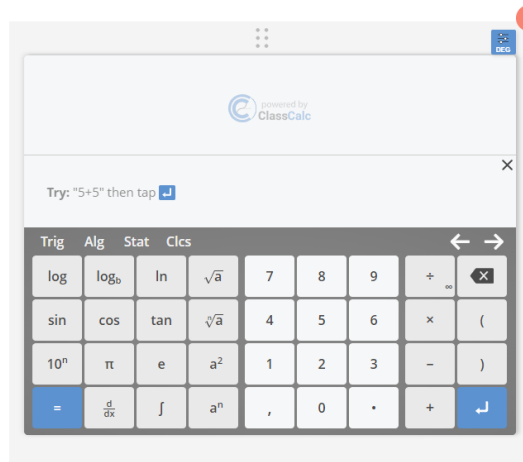 DEG
powered by
ClassCalc
Try: "5+5" then tap
Trig Alg Stat Clcs
log logb ln √a 7 8 9 ÷ ∞
sin cos tan ⁿ√a 4 5 6 × (
10ⁿ π e a² 1 2 3 − )
= d/dx ∫ aⁿ , 0 · +